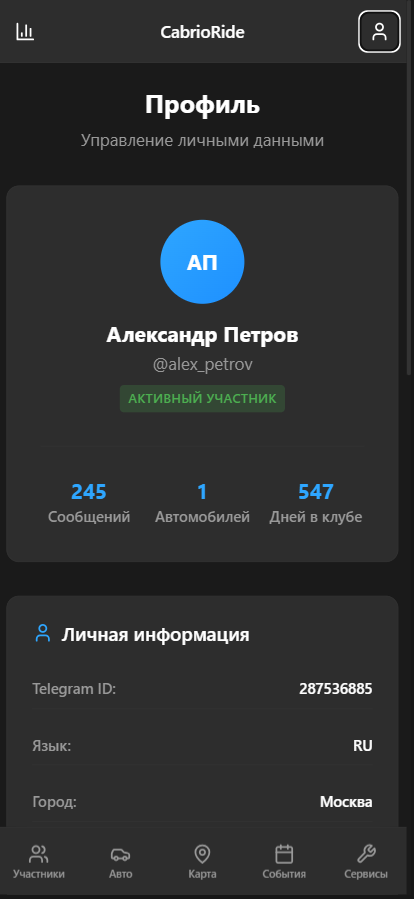 CabrioRide
Профиль
Управление личными данными
АП
Александр Петров
@alex_petrov
АКТИВНЫЙ УЧАСТНИК
245 1 547
Сообщений Автомобилей Дней в клубе
Личная информация
Telegram ID: 287536885
Язык: RU
Город: Москва
Участники Авто Карта События Сервисы